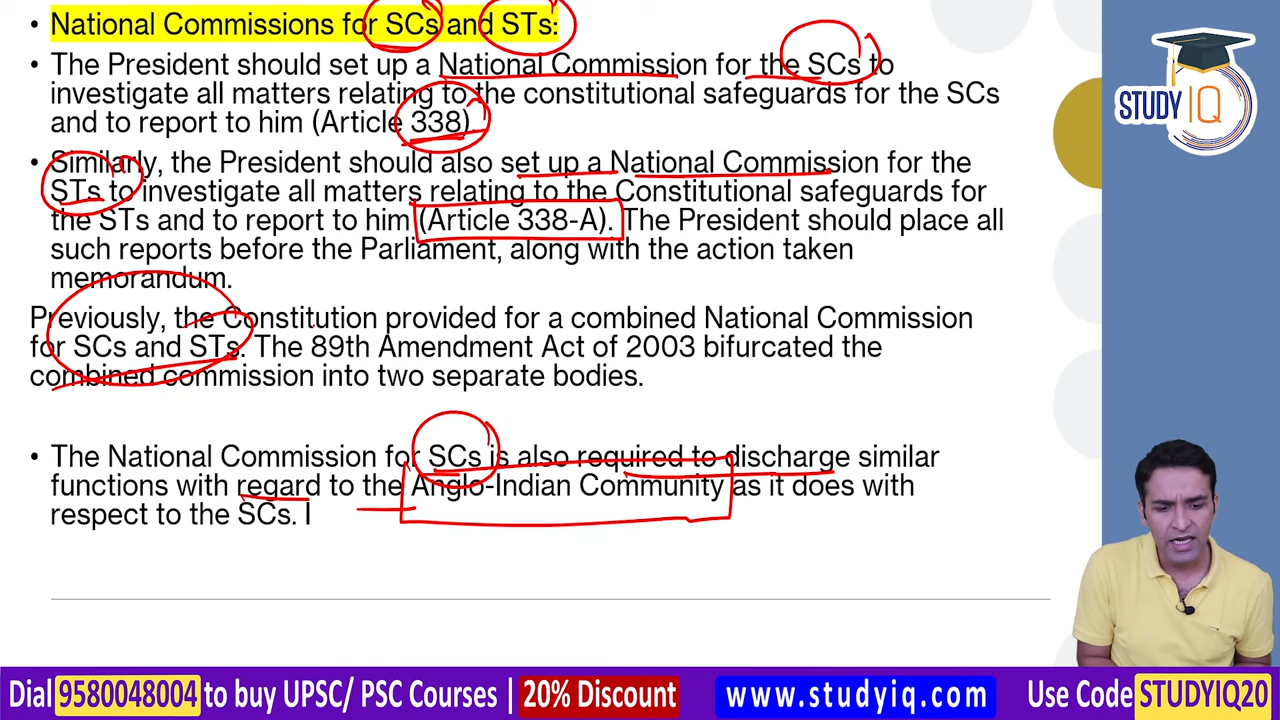 • National Commissions for SCs and STs:
• The President should set up a National Commission for the SCs to
investigate all matters relating to the constitutional safeguards for the SCs
and to report to him (Article 338)
• Similarly, the President should also set up a National Commission for the
STs to investigate all matters relating to the Constitutional safeguards for
the STs and to report to him (Article 338-A). The President should place all
such reports before the Parliament, along with the action taken
memorandum.
Previously, the Constitution provided for a combined National Commission
for SCs and STs. The 89th Amendment Act of 2003 bifurcated the
combined commission into two separate bodies.
• The National Commission for SCs is also required to discharge similar
functions with regard to the Anglo-Indian Community as it does with
respect to the SCs. I
STUDY IQ
Dial 9580048004 to buy UPSC/ PSC Courses | 20% Discount www.studyiq.com Use Code STUDYIQ20